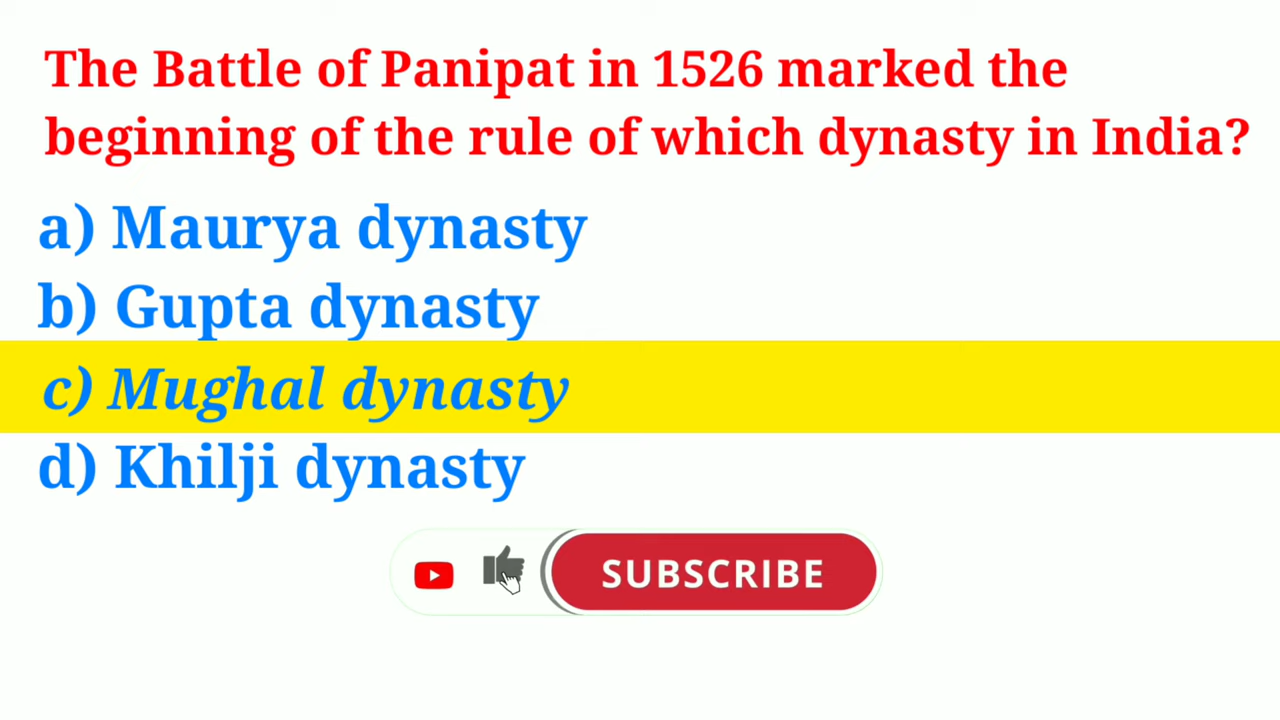 The Battle of Panipat in 1526 marked the
beginning of the rule of which dynasty in India?
a) Maurya dynasty
b) Gupta dynasty
c) Mughal dynasty
d) Khilji dynasty
SUBSCRIBE